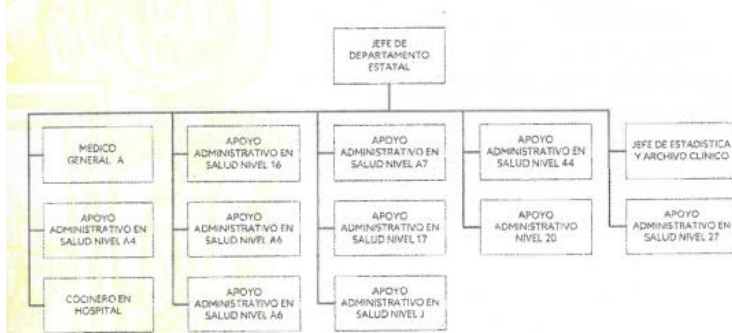 JEFE DE
DEPARTAMENTO
ESTATAL
MEDICO
GENERAL A
APOYO
ADMINISTRATIVO EN
SALUD NIVEL 16
APOYO
ADMINISTRATIVO EN
SALUD NIVEL A7
APOYO
ADMINISTRATIVO EN
SALUD NIVEL 44
JEFE DE ESTADISTICA
Y ARCHIVO CLINICO
APOYO
ADMINISTRATIVO EN
SALUD NIVEL A4
APOYO
ADMINISTRATIVO EN
SALUD NIVEL A6
APOYO
ADMINISTRATIVO EN
SALUD NIVEL 17
APOYO
ADMINISTRATIVO
NIVEL 20
APOYO
ADMINISTRATIVO EN
SALUD NIVEL 27
COCINERO EN
HOSPITAL
APOYO
ADMINISTRATIVO EN
SALUD NIVEL A6
APOYO
ADMINISTRATIVO EN
SALUD NIVEL J